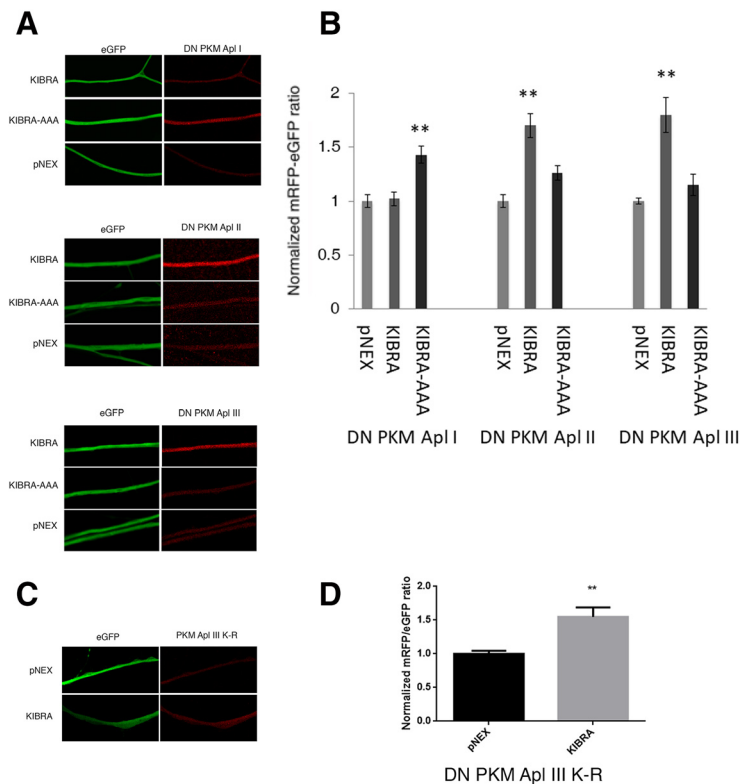 A
eGFP DN PKM Apl I
KIBRA
KIBRA-AAA
pNEX
eGFP DN PKM Apl II
KIBRA
KIBRA-AAA
pNEX
eGFP DN PKM Apl III
KIBRA
KIBRA-AAA
pNEX
B
Normalized mRFP-eGFP ratio
2
1.5
1
0.5
0
**
**
**
pNEX KIBRA KIBRA-AAA pNEX KIBRA KIBRA-AAA pNEX KIBRA KIBRA-AAA
DN PKM Apl I DN PKM Apl II DN PKM Apl III
C
eGFP PKM Apl III K-R
pNEX
KIBRA
D
Normalized mRFP/eGFP ratio
2.0
1.5
1.0
0.5
0.0
**
pNEX KIBRA
DN PKM Apl III K-R